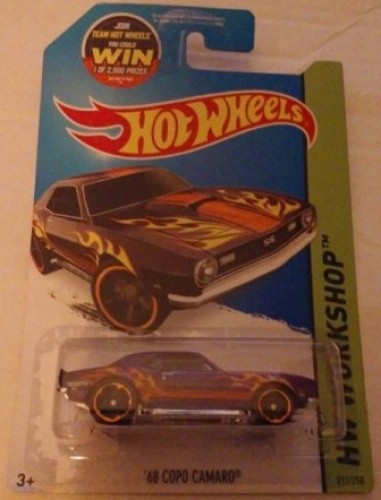 JOIN
TEAM HOT WHEELS
YOU COULD
WIN
1 OF 2,500 PRIZES
HOT WHEELS
SS
HW WORKSHOP™
'68 COPO CAMARO®
3+